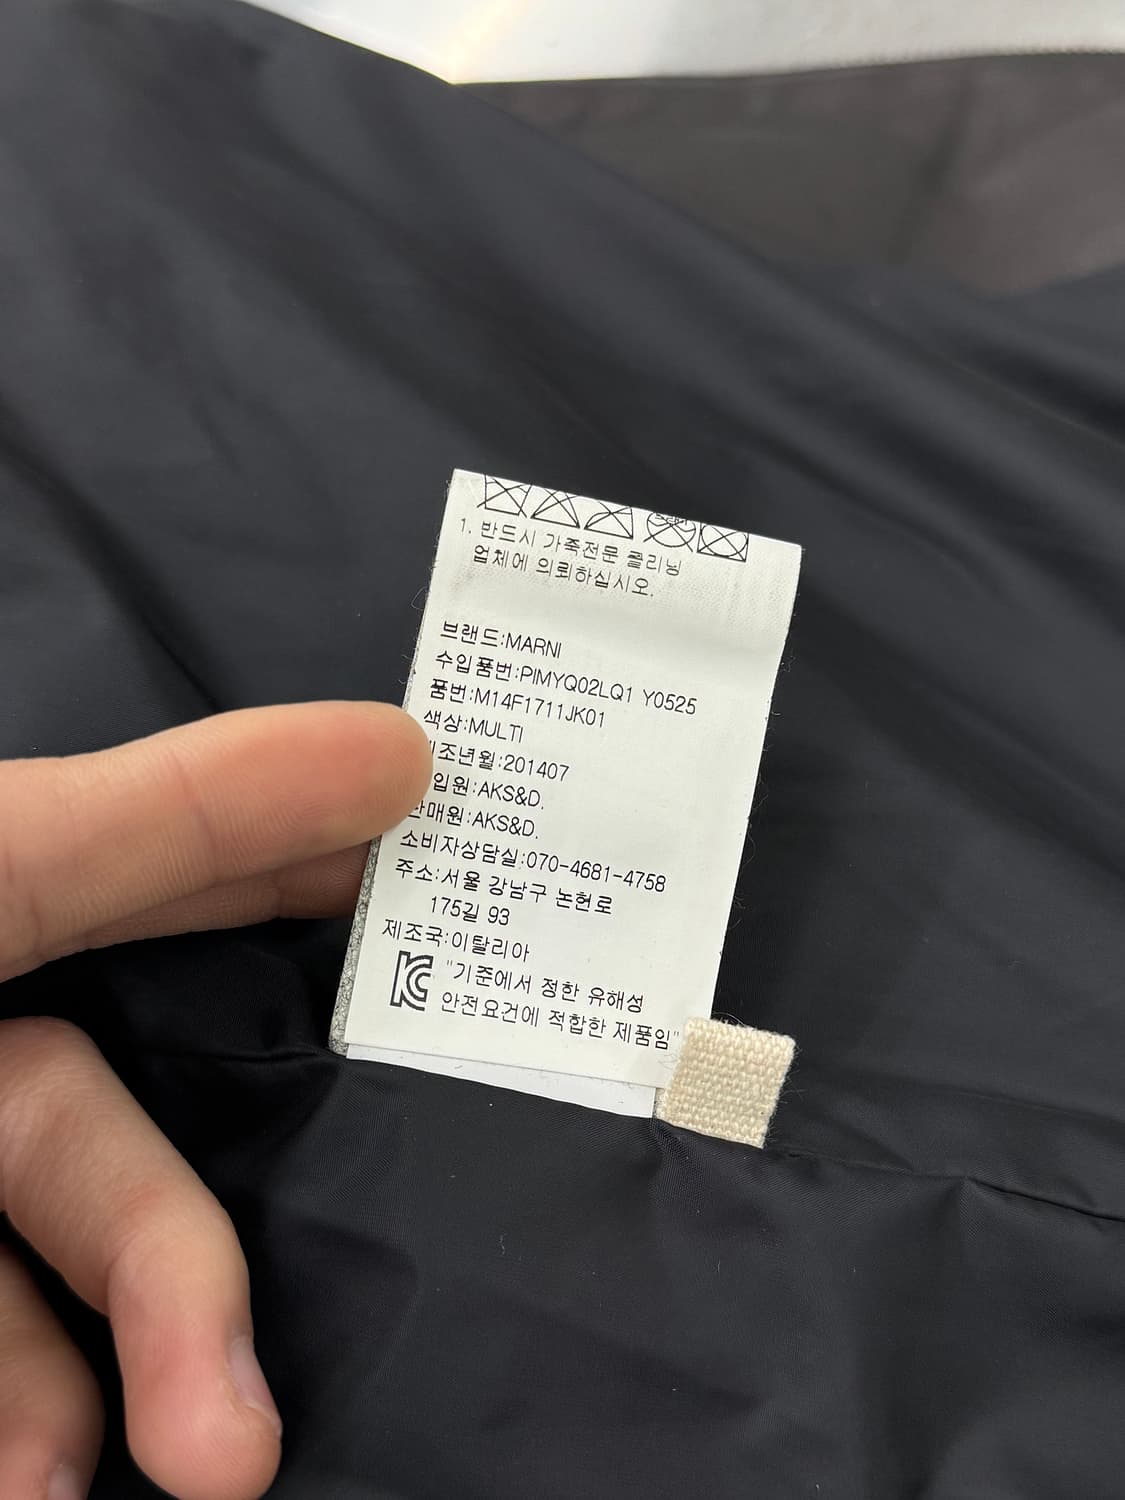 1. 반드시 가죽전문 클리닝
업체에 의뢰하십시오.
브랜드:MARNI
수입품번:PIMYQ02LQ1 Y0525
품번:M14F1711JK01
색상:MULTI
조년월:201407
입원:AKS&D.
판매원:AKS&D.
소비자상담실:070-4681-4758
주소:서울 강남구 논현로
175길 93
제조국:이탈리아
"기준에서 정한 유해성
안전요건에 적합한 제품임"